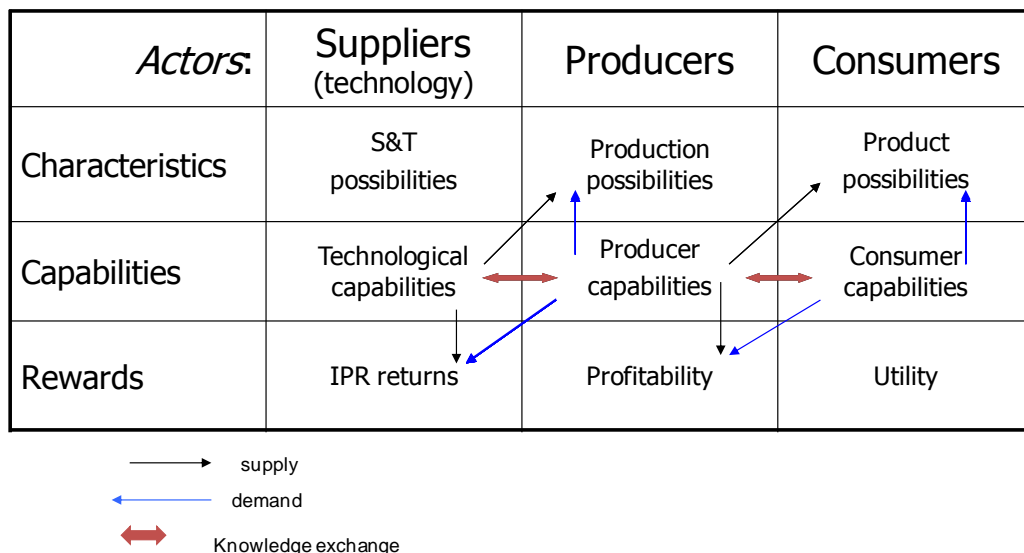 Actors:
Suppliers
(technology)
Producers
Consumers
Characteristics
S&T
possibilities
Production
possibilities
Product
possibilities
Capabilities
Technological
capabilities
Producer
capabilities
Consumer
capabilities
Rewards
IPR returns
Profitability
Utility
supply
demand
Knowledge exchange